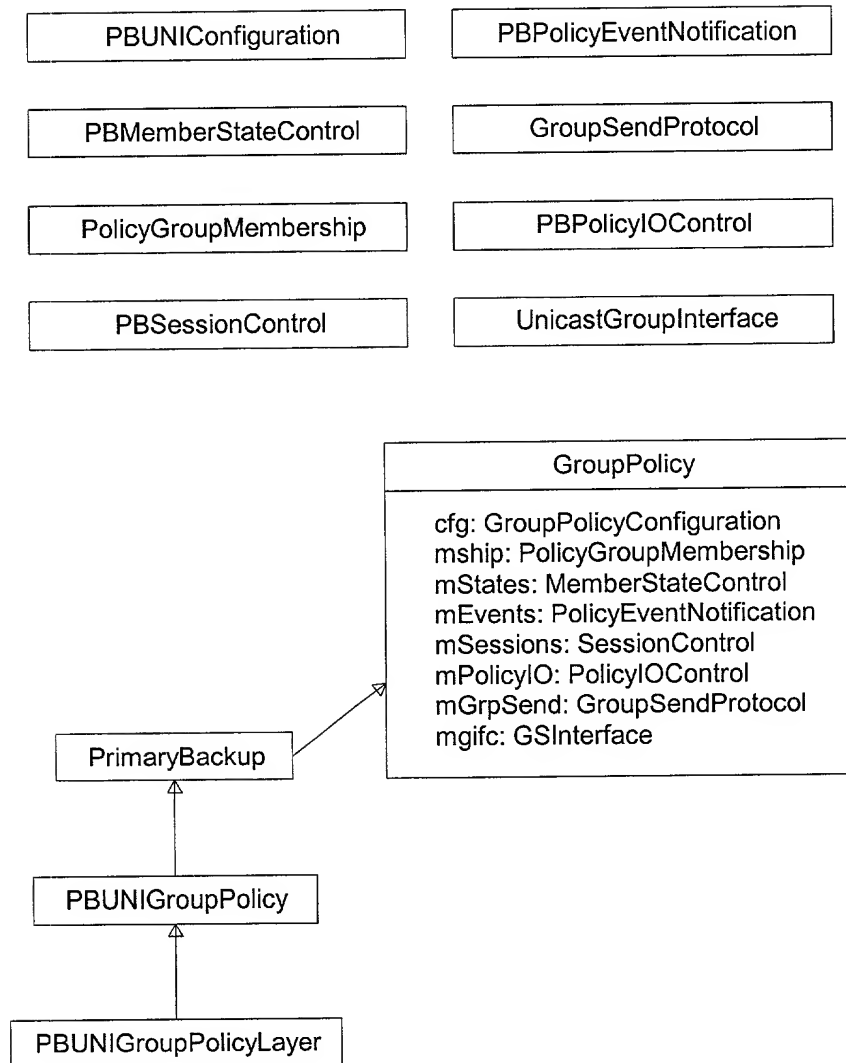 PBUNIConfiguration
PBPolicyEventNotification
PBMemberStateControl
GroupSendProtocol
PolicyGroupMembership
PBPolicyIOControl
PBSessionControl
UnicastGroupInterface
GroupPolicy
cfg: GroupPolicyConfiguration
mship: PolicyGroupMembership
mStates: MemberStateControl
mEvents: PolicyEventNotification
mSessions: SessionControl
mPolicyIO: PolicyIOControl
mGrpSend: GroupSendProtocol
mgifc: GSInterface
PrimaryBackup
PBUNIGroupPolicy
PBUNIGroupPolicyLayer